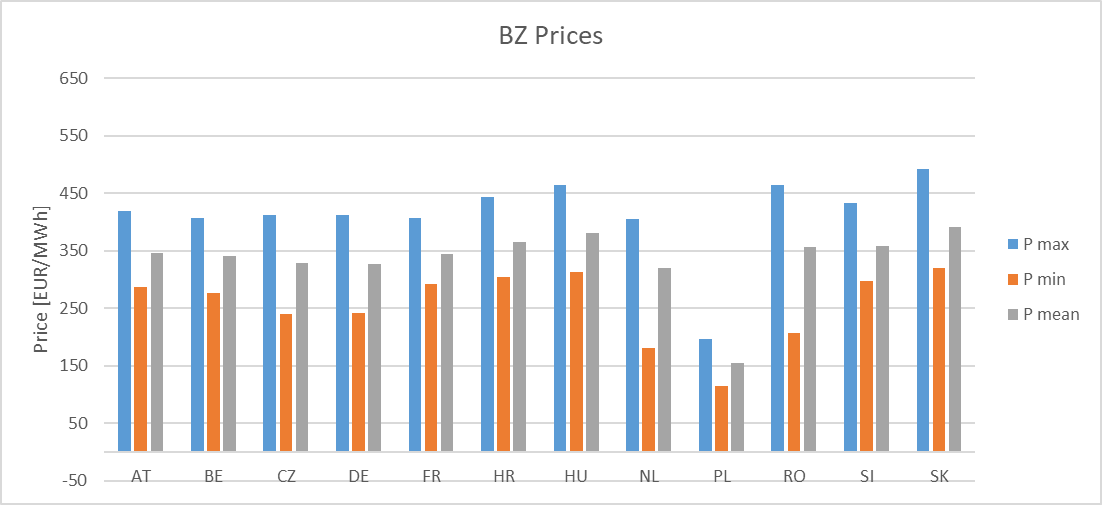 BZ Prices
Price [EUR/MWh]
650
550
450
350
250
150
50
-50
AT BE CZ DE FR HR HU NL PL RO SI SK
P max
P min
P mean